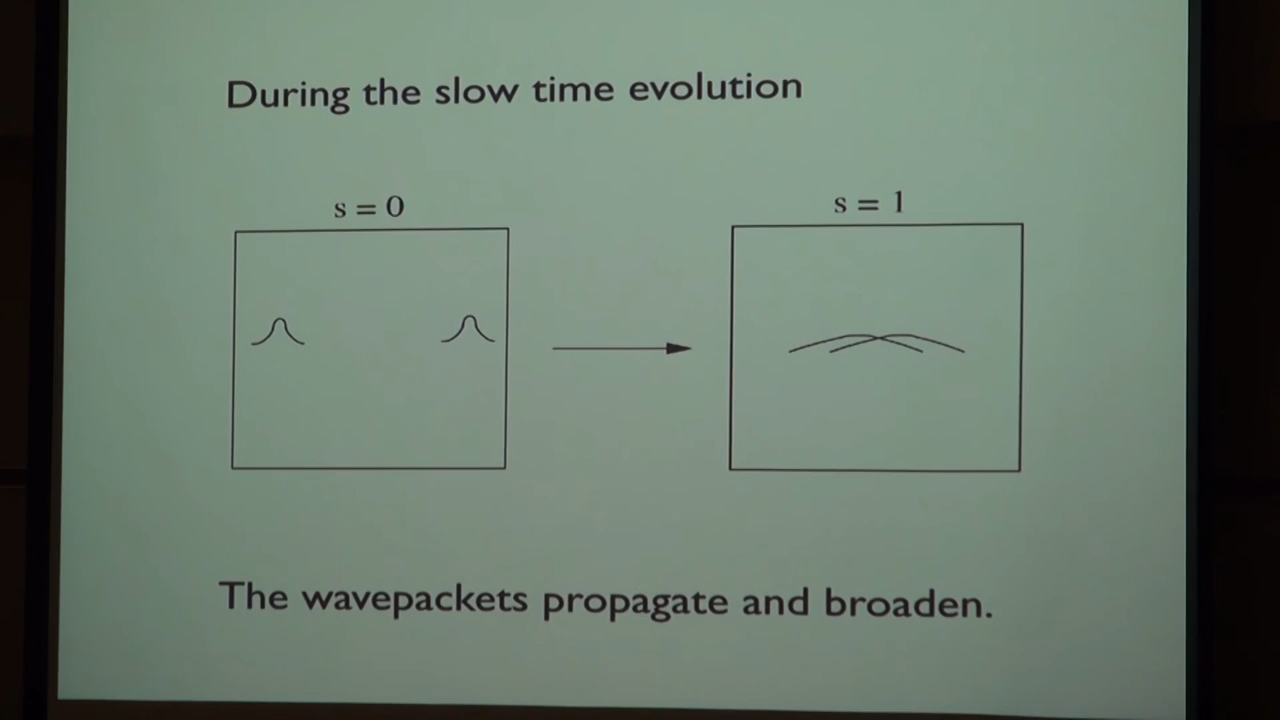 During the slow time evolution
s = 0
s = 1
The wavepackets propagate and broaden.